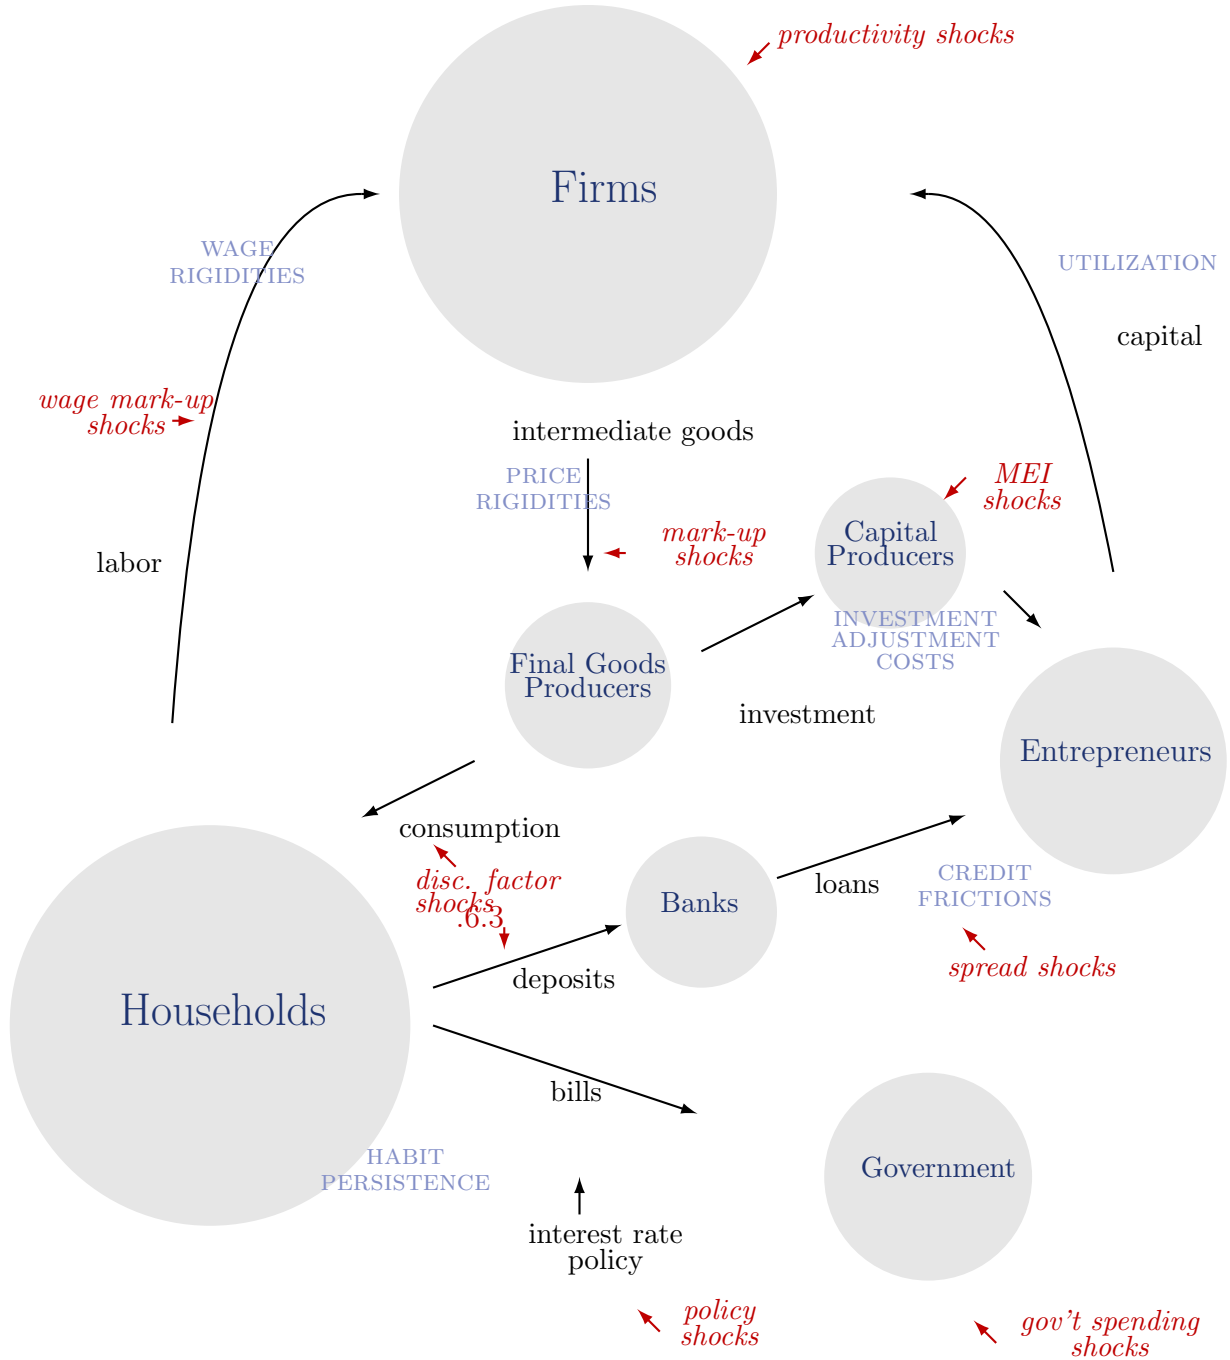 productivity shocks
Firms
WAGE
RIGIDITIES
UTILIZATION
capital
wage mark-up
shocks
intermediate goods
PRICE
RIGIDITIES
MEI
shocks
mark-up
shocks
Capital
Producers
labor
INVESTMENT
ADJUSTMENT
COSTS
Final Goods
Producers
investment
Entrepreneurs
consumption
disc. factor
shocks
.6.3
Banks
loans
CREDIT
FRICTIONS
spread shocks
deposits
Households
bills
HABIT
PERSISTENCE
Government
interest rate
policy
policy
shocks
gov't spending
shocks